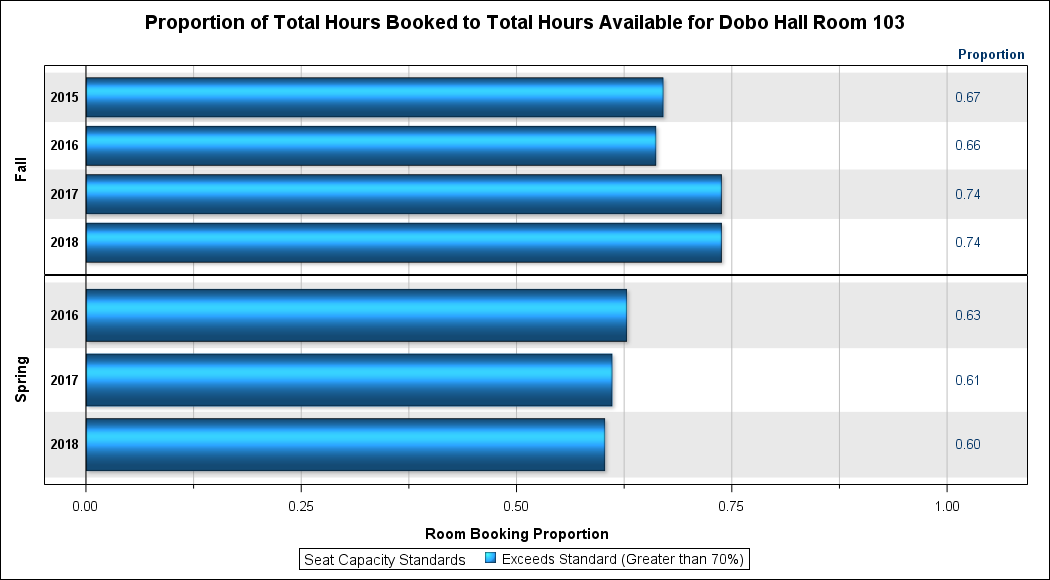 Proportion of Total Hours Booked to Total Hours Available for Dobo Hall Room 103
Proportion
Fall
2015 0.67
2016 0.66
2017 0.74
2018 0.74
Spring
2016 0.63
2017 0.61
2018 0.60
0.00 0.25 0.50 0.75 1.00
Room Booking Proportion
Seat Capacity Standards Exceeds Standard (Greater than 70%)